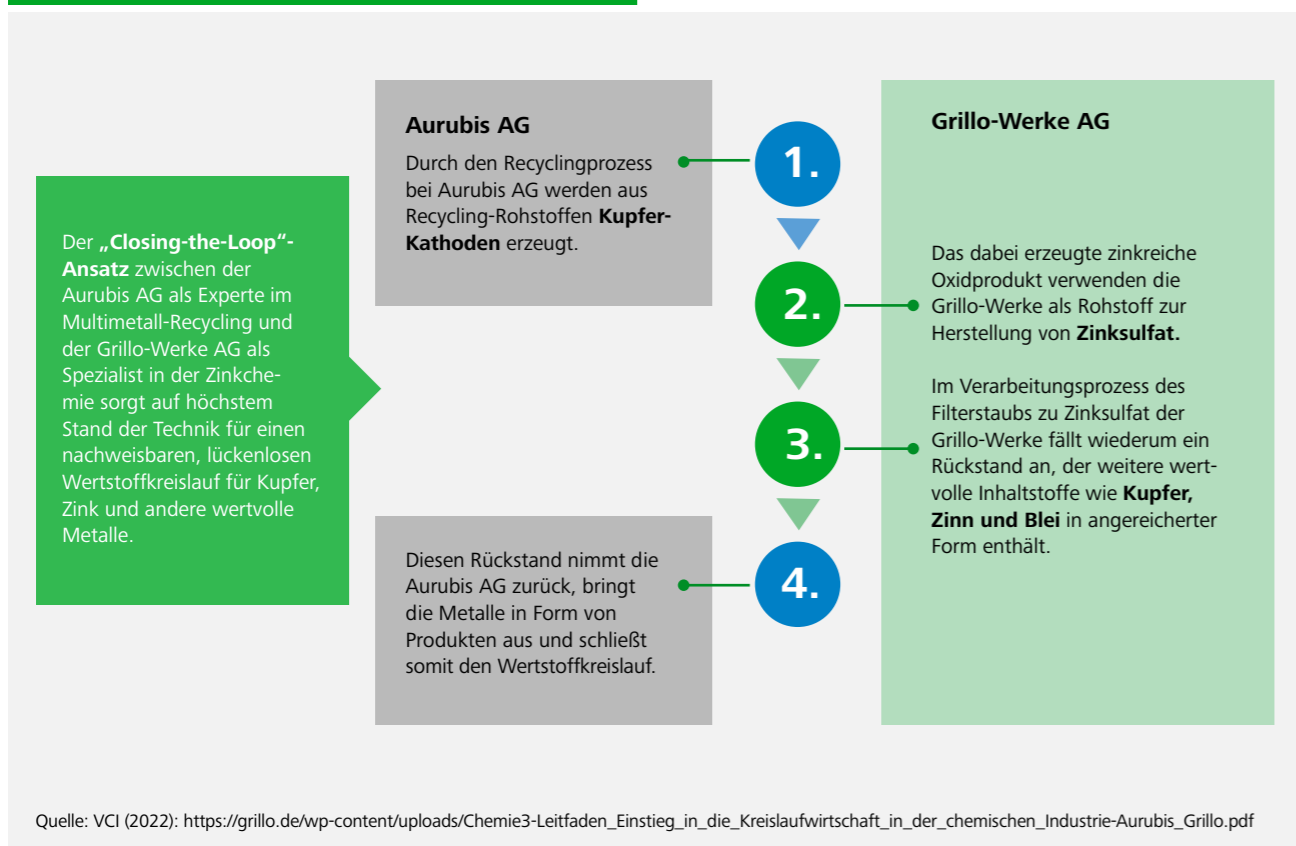 Der „Closing-the-Loop“-
Ansatz zwischen der
Aurubis AG als Experte im
Multimetall-Recycling und
der Grillo-Werke AG als
Spezialist in der Zinkche-
mie sorgt auf höchstem
Stand der Technik für einen
nachweisbaren, lückenlosen
Wertstoffkreislauf für Kupfer,
Zink und andere wertvolle
Metalle.
Aurubis AG
Durch den Recyclingprozess
bei Aurubis AG werden aus
Recycling-Rohstoffen Kupfer-
Kathoden erzeugt.
1.
Grillo-Werke AG
2.
Das dabei erzeugte zinkreiche
Oxidprodukt verwenden die
Grillo-Werke als Rohstoff zur
Herstellung von Zinksulfat.
3.
Im Verarbeitungsprozess des
Filterstaubs zu Zinksulfat der
Grillo-Werke fällt wiederum ein
Rückstand an, der weitere wert-
volle Inhaltstoffe wie Kupfer,
Zinn und Blei in angereicherter
Form enthält.
4.
Diesen Rückstand nimmt die
Aurubis AG zurück, bringt
die Metalle in Form von
Produkten aus und schließt
somit den Wertstoffkreislauf.
Quelle: VCI (2022): https://grillo.de/wp-content/uploads/Chemie3-Leitfaden_Einstieg_in_die_Kreislaufwirtschaft_in_der_chemischen_Industrie-Aurubis_Grillo.pdf